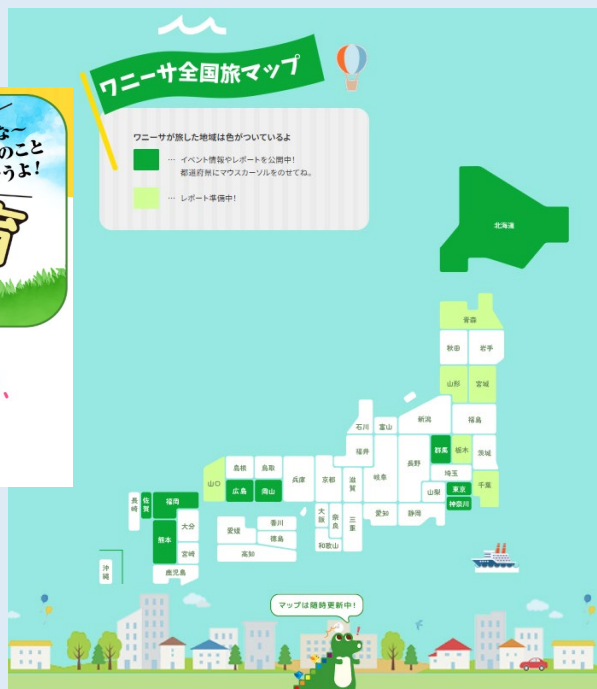 ワニーサ全国旅マップ
な〜
のこと
うよ！
育
ワニーサが旅した地域は色がついているよ
… イベント情報やレポートを公開中！
都道府県にマウスカーソルをのせてね。
… レポート準備中！
北海道
青森
秋田
岩手
山形
宮城
新潟
福島
石川
富山
福井
長野
群馬
栃木
茨城
埼玉
千葉
東京
神奈川
山梨
岐阜
滋賀
京都
兵庫
鳥取
島根
岡山
広島
山口
愛知
静岡
三重
奈良
大阪
和歌山
香川
徳島
愛媛
高知
福岡
佐賀
長崎
大分
熊本
宮崎
鹿児島
沖縄
マップは随時更新中！